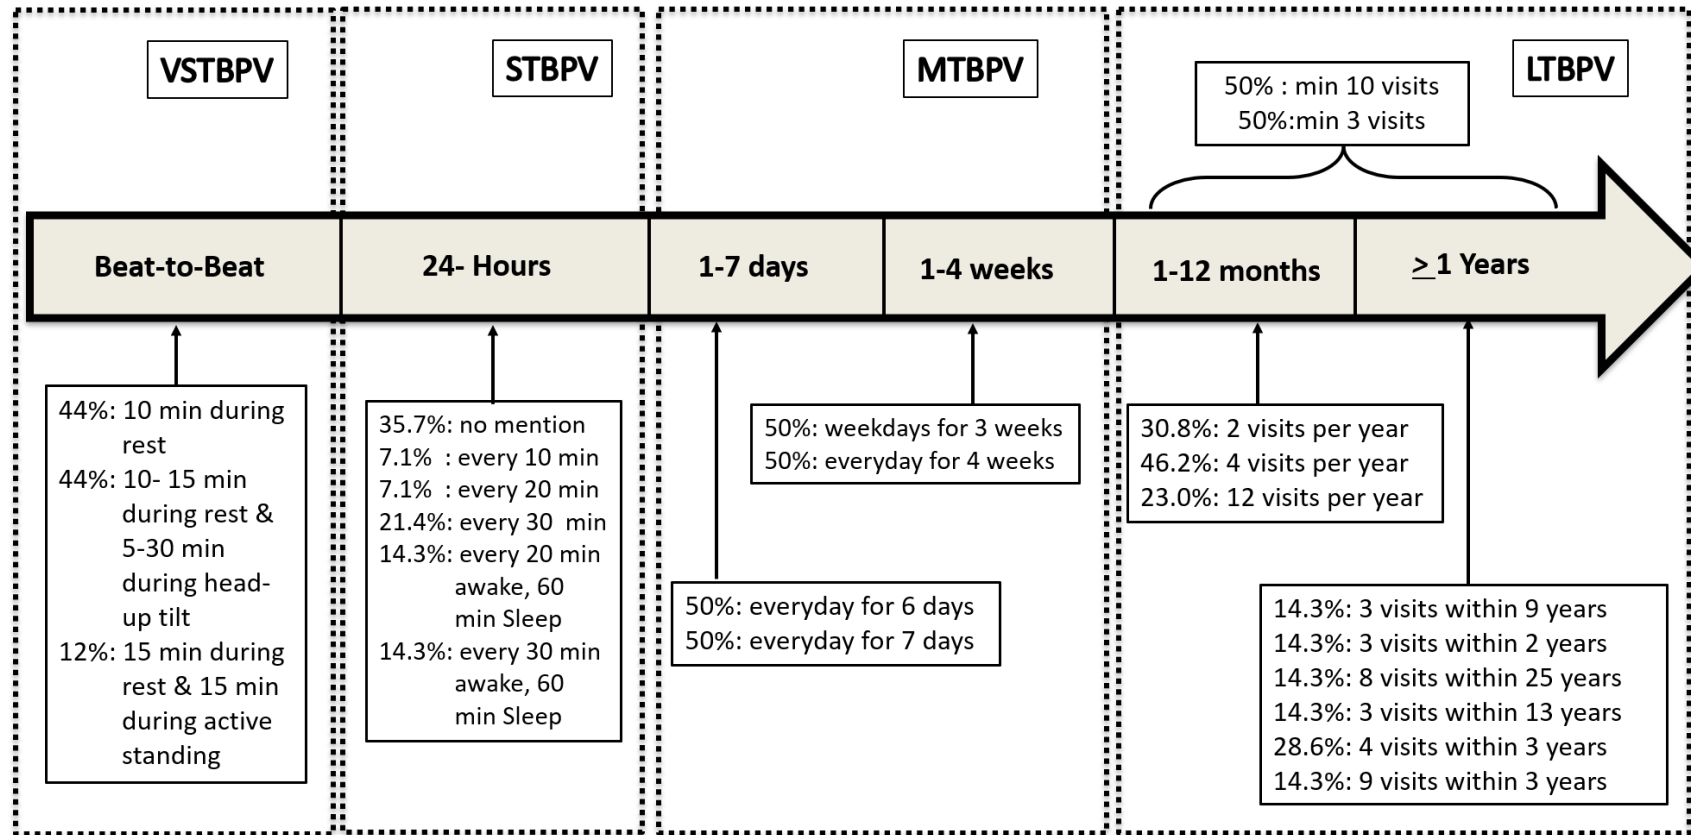 VSTBPV
STBPV
MTBPV
LTBPV
50% : min 10 visits
50%:min 3 visits
Beat-to-Beat
24- Hours
1-7 days
1-4 weeks
1-12 months
≥ 1 Years
44%: 10 min during
rest
44%: 10- 15 min
during rest &
5-30 min
during head-
up tilt
12%: 15 min during
rest & 15 min
during active
standing
35.7%: no mention
7.1% : every 10 min
7.1% : every 20 min
21.4%: every 30 min
14.3%: every 20 min
awake, 60
min Sleep
14.3%: every 30 min
awake, 60
min Sleep
50%: everyday for 6 days
50%: everyday for 7 days
50%: weekdays for 3 weeks
50%: everyday for 4 weeks
30.8%: 2 visits per year
46.2%: 4 visits per year
23.0%: 12 visits per year
14.3%: 3 visits within 9 years
14.3%: 3 visits within 2 years
14.3%: 8 visits within 25 years
14.3%: 3 visits within 13 years
28.6%: 4 visits within 3 years
14.3%: 9 visits within 3 years